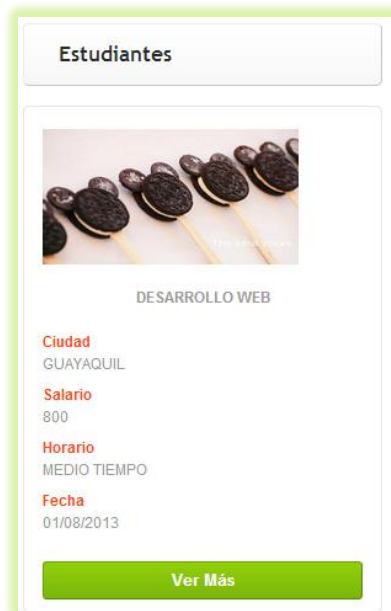 Estudiantes
DESARROLLO WEB
Ciudad
GUAYAQUIL
Salario
800
Horario
MEDIO TIEMPO
Fecha
01/08/2013
Ver Más